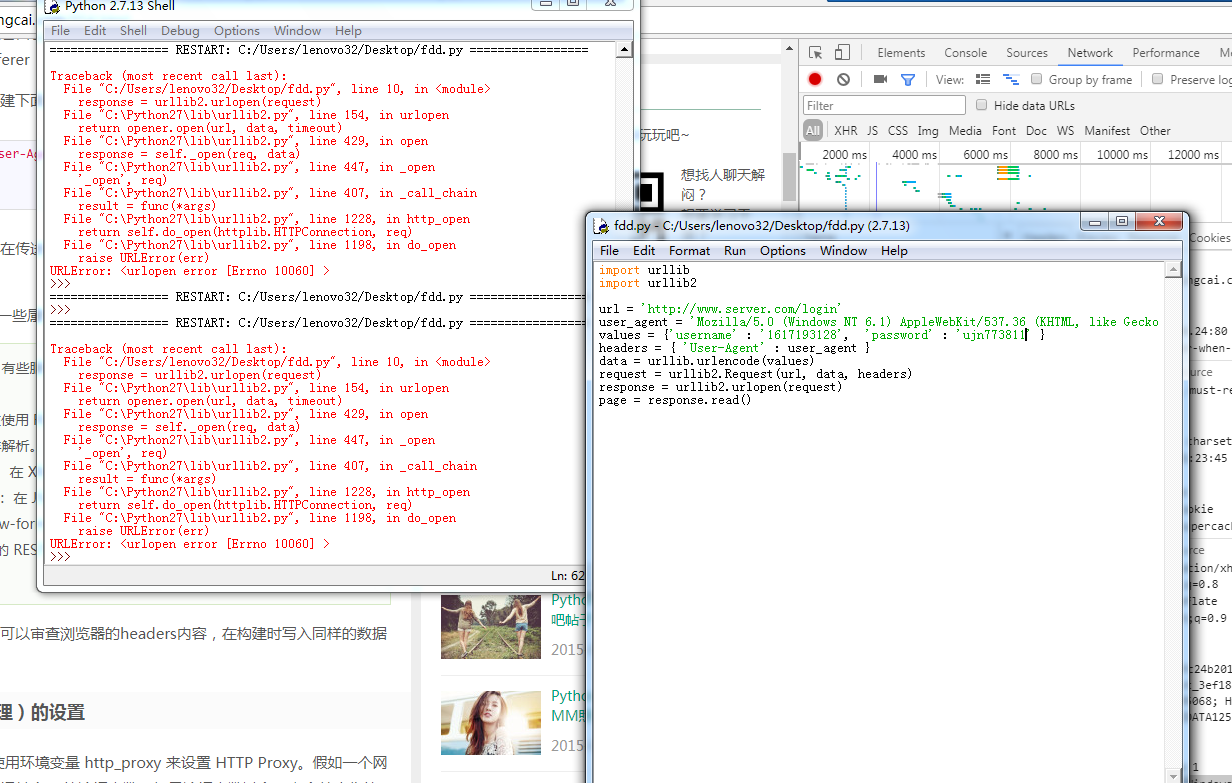 Python 2.7.13 Shell
File Edit Shell Debug Options Window Help
================= RESTART: C:/Users/lenovo32/Desktop/fdd.py =================
Traceback (most recent call last):
File "C:/Users/lenovo32/Desktop/fdd.py", line 10, in <module>
response = urllib2.urlopen(request)
File "C:\Python27\lib\urllib2.py", line 154, in urlopen
return opener.open(url, data, timeout)
File "C:\Python27\lib\urllib2.py", line 429, in open
response = self._open(req, data)
File "C:\Python27\lib\urllib2.py", line 447, in _open
'_open', req)
File "C:\Python27\lib\urllib2.py", line 407, in _call_chain
result = func(*args)
File "C:\Python27\lib\urllib2.py", line 1228, in http_open
return self.do_open(httplib.HTTPConnection, req)
File "C:\Python27\lib\urllib2.py", line 1198, in do_open
raise URLError(err)
URLError: <urlopen error [Errno 10060] >
>>>
================= RESTART: C:/Users/lenovo32/Desktop/fdd.py =================
>>>
================= RESTART: C:/Users/lenovo32/Desktop/fdd.py =================
Traceback (most recent call last):
File "C:/Users/lenovo32/Desktop/fdd.py", line 10, in <module>
response = urllib2.urlopen(request)
File "C:\Python27\lib\urllib2.py", line 154, in urlopen
return opener.open(url, data, timeout)
File "C:\Python27\lib\urllib2.py", line 429, in open
response = self._open(req, data)
File "C:\Python27\lib\urllib2.py", line 447, in _open
'_open', req)
File "C:\Python27\lib\urllib2.py", line 407, in _call_chain
result = func(*args)
File "C:\Python27\lib\urllib2.py", line 1228, in http_open
return self.do_open(httplib.HTTPConnection, req)
File "C:\Python27\lib\urllib2.py", line 1198, in do_open
raise URLError(err)
URLError: <urlopen error [Errno 10060] >
>>>
Ln: 62
fdd.py - C:/Users/lenovo32/Desktop/fdd.py (2.7.13)
File Edit Format Run Options Window Help
import urllib
import urllib2
url = 'http://www.server.com/login'
user_agent = 'Mozilla/5.0 (Windows NT 6.1) AppleWebKit/537.36 (KHTML, like Gecko
values = {'username' : '1617193128', 'password' : 'ujn773811' }
headers = { 'User-Agent' : user_agent }
data = urllib.urlencode(values)
request = urllib2.Request(url, data, headers)
response = urllib2.urlopen(request)
page = response.read()
Elements Console Sources Network Performance
View: Group by frame Preserve log
Filter Hide data URLs
All XHR JS CSS Img Media Font Doc WS Manifest Other
2000 ms 4000 ms 6000 ms 8000 ms 10000 ms 12000 ms
Cookies
玩玩吧~
想找人聊天解
闷？
可以审查浏览器的headers内容，在构建时写入同样的数据
理）的设置
使用环境变量 http_proxy 来设置 HTTP Proxy。假如一个网
吧帖子
2015
MM照
2015